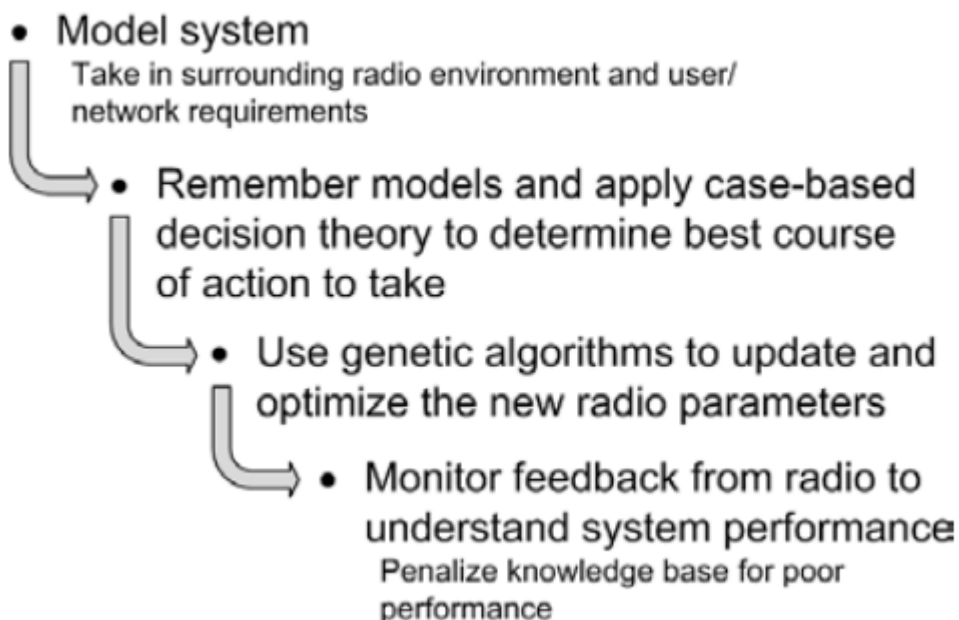 • Model system
Take in surrounding radio environment and user/
network requirements
• Remember models and apply case-based
decision theory to determine best course
of action to take
• Use genetic algorithms to update and
optimize the new radio parameters
• Monitor feedback from radio to
understand system performance:
Penalize knowledge base for poor
performance